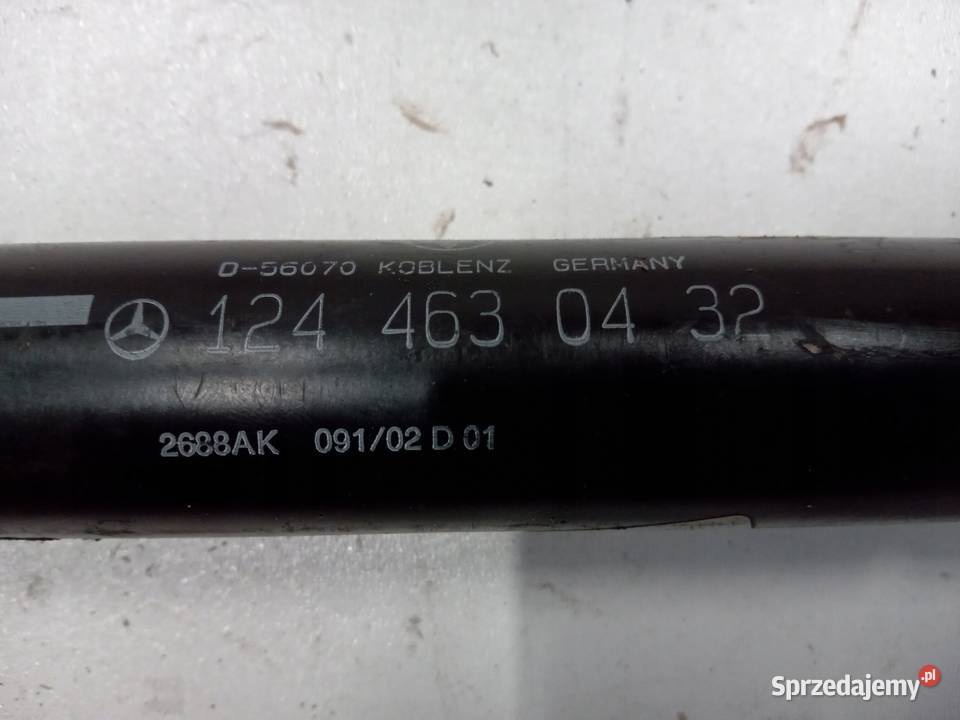 D-56070 KOBLENZ GERMANY
124 463 04 32
2688AK 091/02 D 01
Sprzedajemy.pl